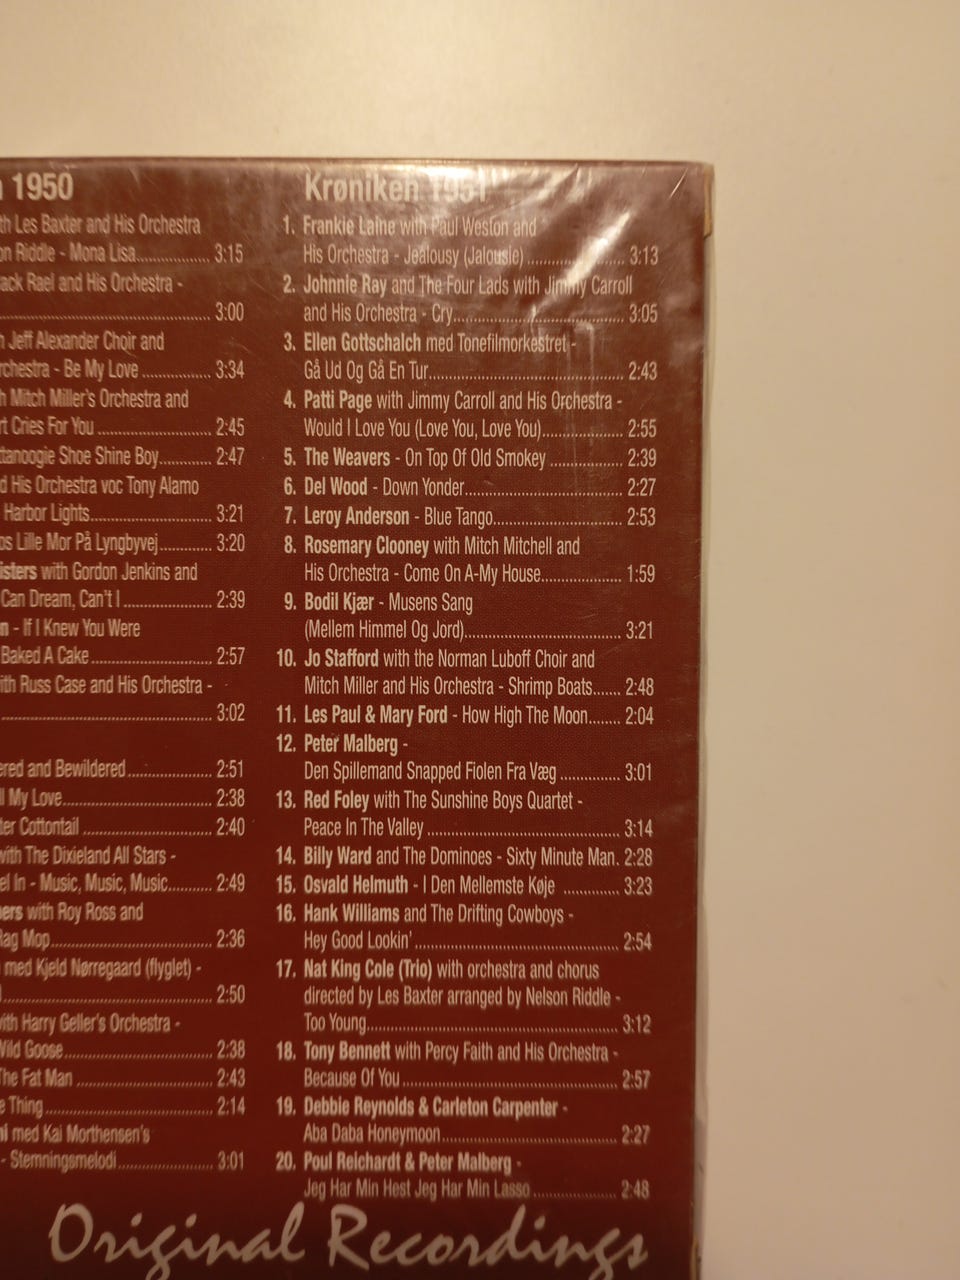 1950
th Les Baxter and His Orchestra
on Riddle - Mona Lisa................. 3:15
ack Rael and His Orchestra -
................................................ 3:00
n Jeff Alexander Choir and
rchestra - Be My Love ................ 3:34
h Mitch Miller's Orchestra and
rt Cries For You ........................... 2:45
ttanoogie Shoe Shine Boy............ 2:47
d His Orchestra voc Tony Alamo
Harbor Lights............................. 3:21
os Lille Mor På Lyngbyvej............ 3:20
isters with Gordon Jenkins and
Can Dream, Can't I ..................... 2:39
n - If I Knew You Were
Baked A Cake............................. 2:57
ith Russ Case and His Orchestra -
................................................ 3:02
ered and Bewildered.................... 2:51
ll My Love................................... 2:38
ter Cottontail ............................... 2:40
with The Dixieland All Stars -
el In - Music, Music, Music.......... 2:49
ers with Roy Ross and
Rag Mop...................................... 2:36
med Kjeld Nørregaard (flyglet) -
................................................ 2:50
with Harry Geller's Orchestra -
Wild Goose................................... 2:38
The Fat Man ................................ 2:43
e Thing........................................ 2:14
ni med Kai Morthensen's
- Stemningsmelodi....................... 3:01
Krøniken 1951
1. Frankie Laine with Paul Weston and
His Orchestra - Jealousy (Jalousie) ....................... 3:13
2. Johnnie Ray and The Four Lads with Jimmy Carroll
and His Orchestra - Cry........................................ 3:05
3. Ellen Gottschalch med Tonefilmorkestret -
Gå Ud Og Gå En Tur.............................................. 2:43
4. Patti Page with Jimmy Carroll and His Orchestra -
Would I Love You (Love You, Love You).................... 2:55
5. The Weavers - On Top Of Old Smokey .................. 2:39
6. Del Wood - Down Yonder...................................... 2:27
7. Leroy Anderson - Blue Tango................................ 2:53
8. Rosemary Clooney with Mitch Mitchell and
His Orchestra - Come On A-My House................... 1:59
9. Bodil Kjær - Musens Sang
(Mellem Himmel Og Jord)...................................... 3:21
10. Jo Stafford with the Norman Luboff Choir and
Mitch Miller and His Orchestra - Shrimp Boats....... 2:48
11. Les Paul & Mary Ford - How High The Moon........ 2:04
12. Peter Malberg -
Den Spillemand Snapped Fiolen Fra Væg .............. 3:01
13. Red Foley with The Sunshine Boys Quartet -
Peace In The Valley .............................................. 3:14
14. Billy Ward and The Dominoes - Sixty Minute Man. 2:28
15. Osvald Helmuth - I Den Mellemste Køje .............. 3:23
16. Hank Williams and The Drifting Cowboys -
Hey Good Lookin'................................................. 2:54
17. Nat King Cole (Trio) with orchestra and chorus
directed by Les Baxter arranged by Nelson Riddle -
Too Young............................................................ 3:12
18. Tony Bennett with Percy Faith and His Orchestra -
Because Of You .................................................... 2:57
19. Debbie Reynolds & Carleton Carpenter -
Aba Daba Honeymoon........................................... 2:27
20. Poul Reichardt & Peter Malberg -
Jeg Har Min Hest Jeg Har Min Lasso .................... 2:48
Original Recordings